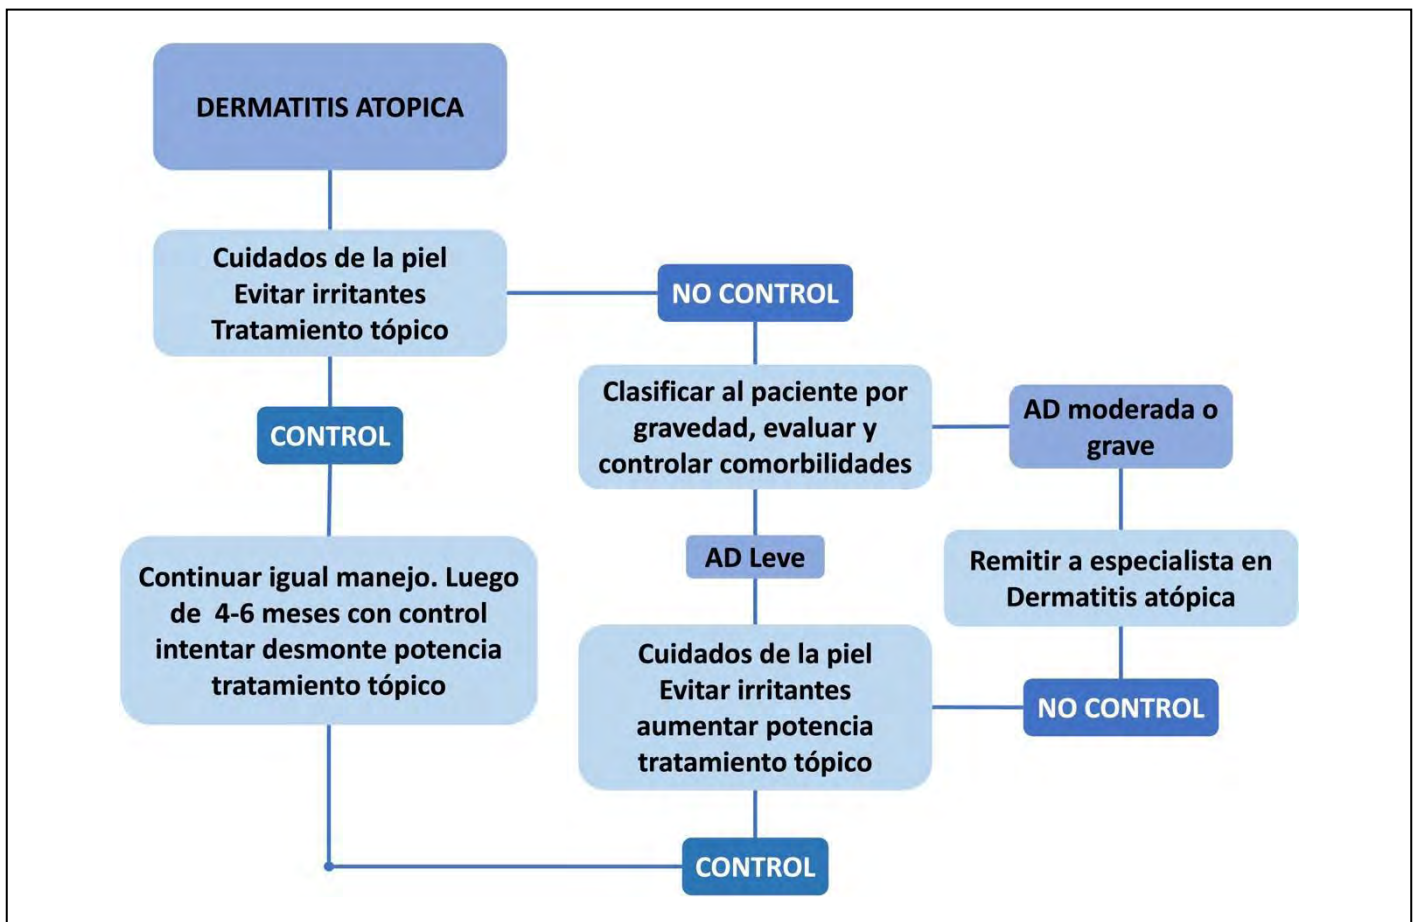 DERMATITIS ATOPICA
Cuidados de la piel
Evitar irritantes
Tratamiento tópico
NO CONTROL
CONTROL
Clasificar al paciente por
gravedad, evaluar y
controlar comorbilidades
AD moderada o
grave
Continuar igual manejo. Luego
de 4-6 meses con control
intentar desmonte potencia
tratamiento tópico
AD Leve
Remitir a especialista en
Dermatitis atópica
Cuidados de la piel
Evitar irritantes
aumentar potencia
tratamiento tópico
NO CONTROL
CONTROL